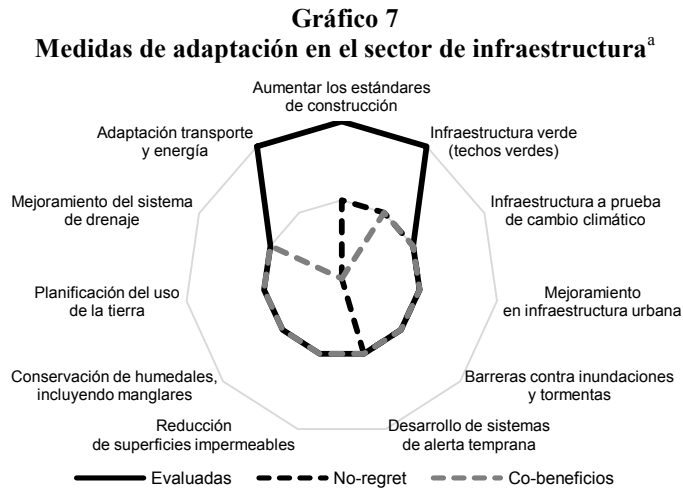 Gráfico 7
Medidas de adaptación en el sector de infraestructuraᵃ
Aumentar los estándares
de construcción
Adaptación transporte
y energía
Infraestructura verde
(techos verdes)
Mejoramiento del sistema
de drenaje
Infraestructura a prueba
de cambio climático
Planificación del uso
de la tierra
Mejoramiento
en infraestructura urbana
Conservación de humedales,
incluyendo manglares
Barreras contra inundaciones
y tormentas
Reducción
de superficies impermeables
Desarrollo de sistemas
de alerta temprana
Evaluadas
No-regret
Co-beneficios